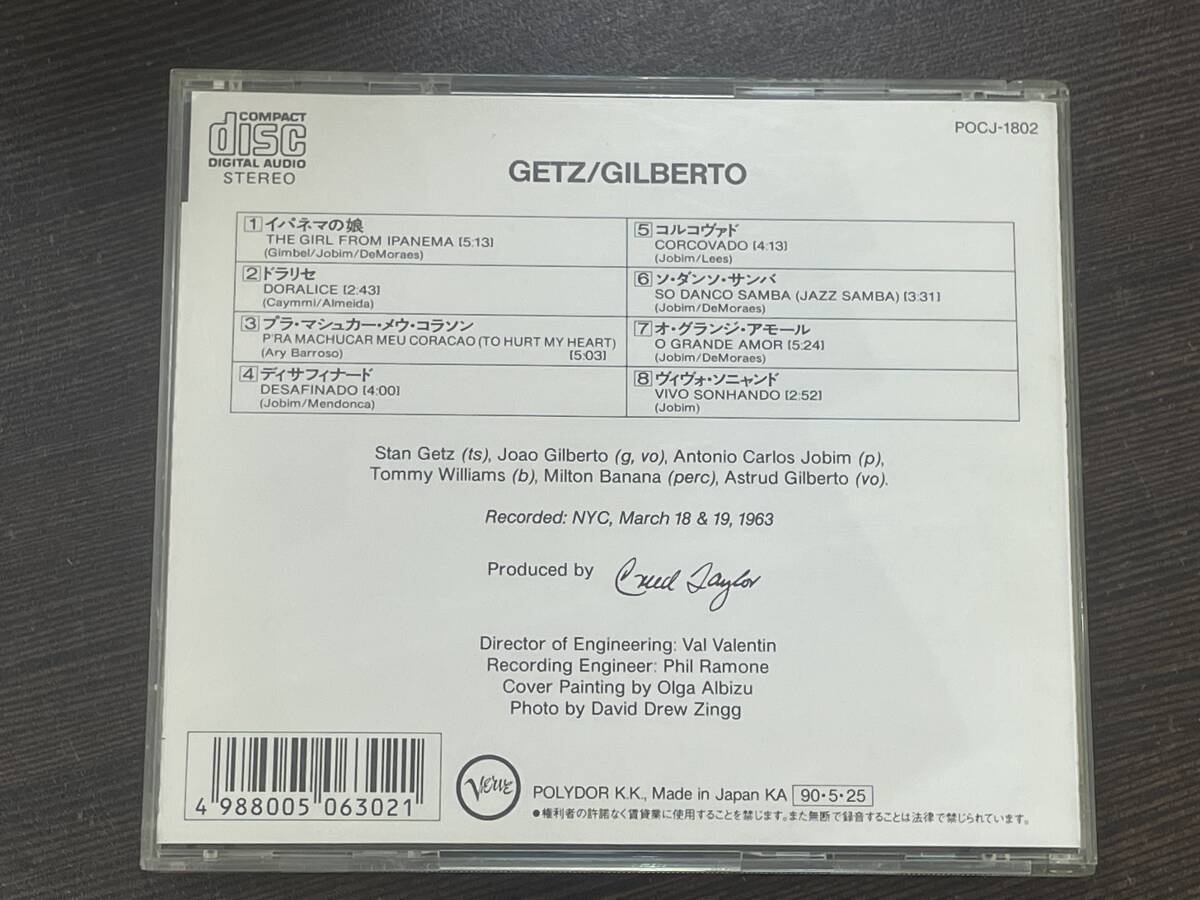 COMPACT
disc
DIGITAL AUDIO
STEREO
POCJ-1802
GETZ/GILBERTO
1 イパネマの娘
THE GIRL FROM IPANEMA [5:13]
(Gimbel/Jobim/DeMoraes)
2 ドラリセ
DORALICE [2:43]
(Caymmi/Almeida)
3 プラ・マシュカー・メウ・コラソン
P'RA MACHUCAR MEU CORACAO (TO HURT MY HEART)
(Ary Barroso) [5:03]
4 ディサフィナード
DESAFINADO [4:00]
(Jobim/Mendonca)
5 コルコヴァド
CORCOVADO [4:13]
(Jobim/Lees)
6 ソ・ダンソ・サンバ
SO DANCO SAMBA (JAZZ SAMBA) [3:31]
(Jobim/DeMoraes)
7 オ・グランジ・アモール
O GRANDE AMOR [5:24]
(Jobim/DeMoraes)
8 ヴィヴォ・ソニャンド
VIVO SONHANDO [2:52]
(Jobim)
Stan Getz (ts), Joao Gilberto (g, vo), Antonio Carlos Jobim (p),
Tommy Williams (b), Milton Banana (perc), Astrud Gilberto (vo).
Recorded: NYC, March 18 & 19, 1963
Produced by Creed Taylor
Director of Engineering: Val Valentin
Recording Engineer: Phil Ramone
Cover Painting by Olga Albizu
Photo by David Drew Zingg
4 988005 063021
Verve
POLYDOR K.K., Made in Japan KA 90・5・25
●権利者の許諾なく賃貸業に使用することを禁じます。また無断で録音することは法律で禁じられています。